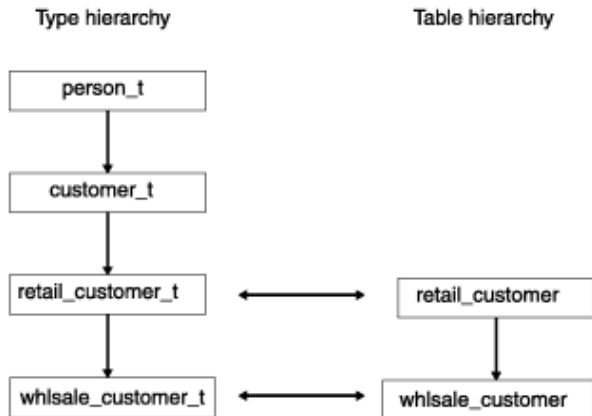 Type hierarchy
Table hierarchy
person_t
customer_t
retail_customer_t
retail_customer
whlsale_customer_t
whlsale_customer